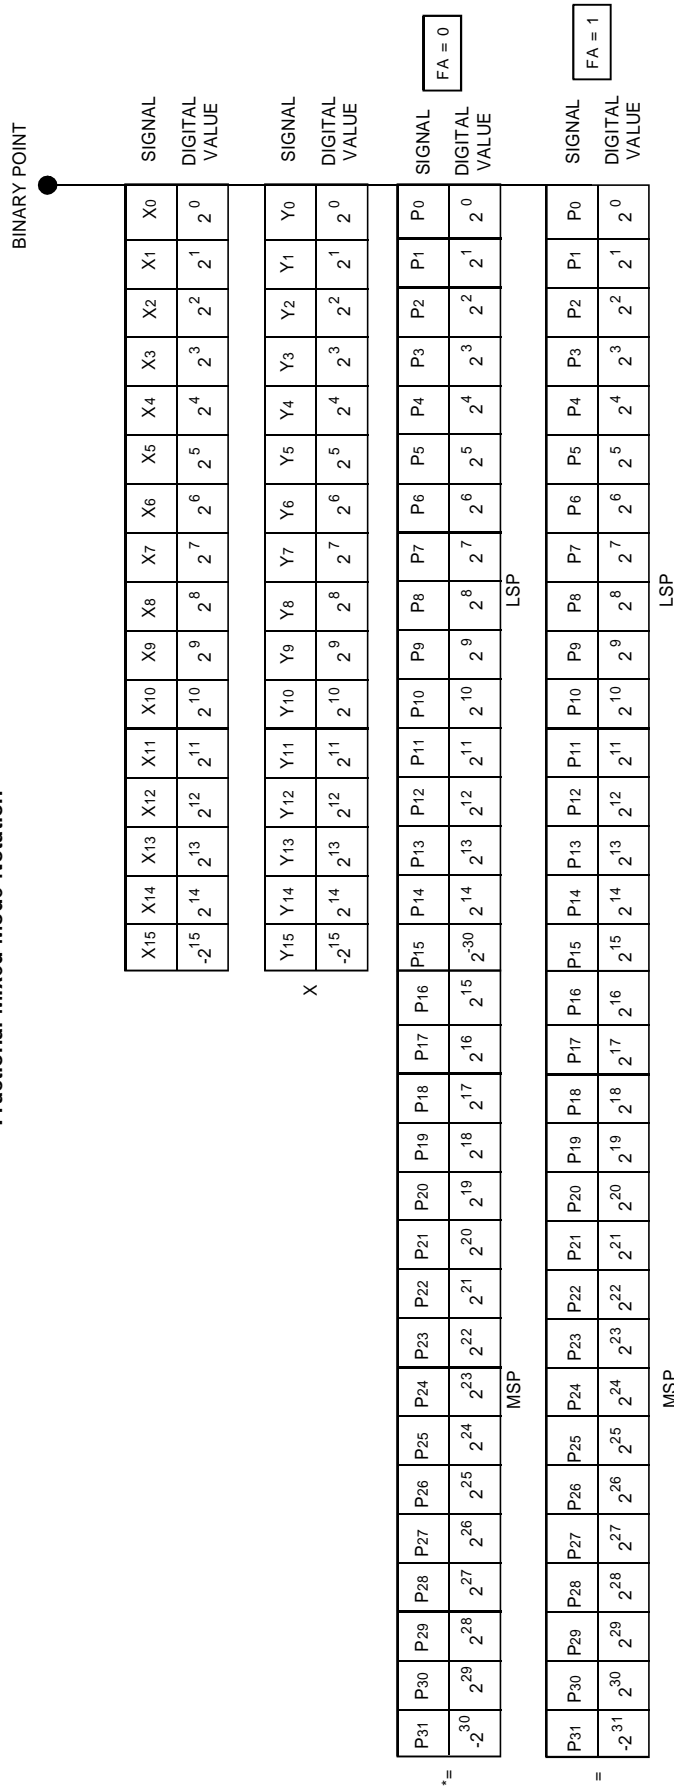 Fractional Mixed Mode Notation
BINARY POINT
X15 X14 X13 X12 X11 X10 X9 X8 X7 X6 X5 X4 X3 X2 X1 X0 SIGNAL
-2^15 2^14 2^13 2^12 2^11 2^10 2^9 2^8 2^7 2^6 2^5 2^4 2^3 2^2 2^1 2^0 DIGITAL VALUE
X Y15 Y14 Y13 Y12 Y11 Y10 Y9 Y8 Y7 Y6 Y5 Y4 Y3 Y2 Y1 Y0 SIGNAL
-2^15 2^14 2^13 2^12 2^11 2^10 2^9 2^8 2^7 2^6 2^5 2^4 2^3 2^2 2^1 2^0 DIGITAL VALUE
P31 P30 P29 P28 P27 P26 P25 P24 P23 P22 P21 P20 P19 P18 P17 P16 P15 P14 P13 P12 P11 P10 P9 P8 P7 P6 P5 P4 P3 P2 P1 P0 SIGNAL FA = 0
*= -2^30 2^29 2^28 2^27 2^26 2^25 2^24 2^23 2^22 2^21 2^20 2^19 2^18 2^17 2^16 2^15 2^-30 2^14 2^13 2^12 2^11 2^10 2^9 2^8 2^7 2^6 2^5 2^4 2^3 2^2 2^1 2^0 DIGITAL VALUE
MSP LSP
P31 P30 P29 P28 P27 P26 P25 P24 P23 P22 P21 P20 P19 P18 P17 P16 P15 P14 P13 P12 P11 P10 P9 P8 P7 P6 P5 P4 P3 P2 P1 P0 SIGNAL FA = 1
= -2^31 2^30 2^29 2^28 2^27 2^26 2^25 2^24 2^23 2^22 2^21 2^20 2^19 2^18 2^17 2^16 2^15 2^14 2^13 2^12 2^11 2^10 2^9 2^8 2^7 2^6 2^5 2^4 2^3 2^2 2^1 2^0 DIGITAL VALUE
MSP LSP